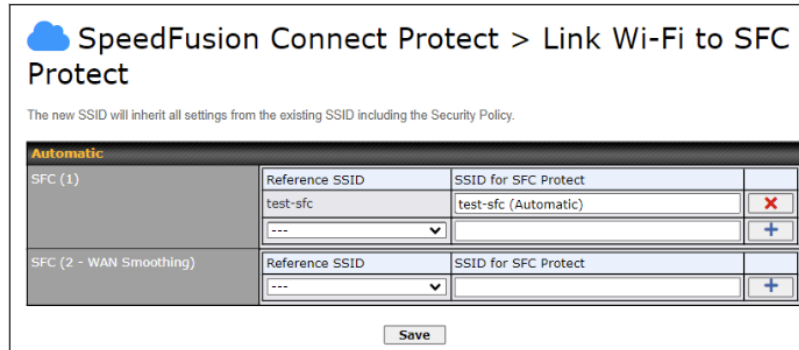 SpeedFusion Connect Protect > Link Wi-Fi to SFC
Protect
The new SSID will inherit all settings from the existing SSID including the Security Policy.
Automatic
SFC (1)
Reference SSID
SSID for SFC Protect
test-sfc
test-sfc (Automatic)
---
SFC (2 - WAN Smoothing)
Reference SSID
SSID for SFC Protect
---
Save